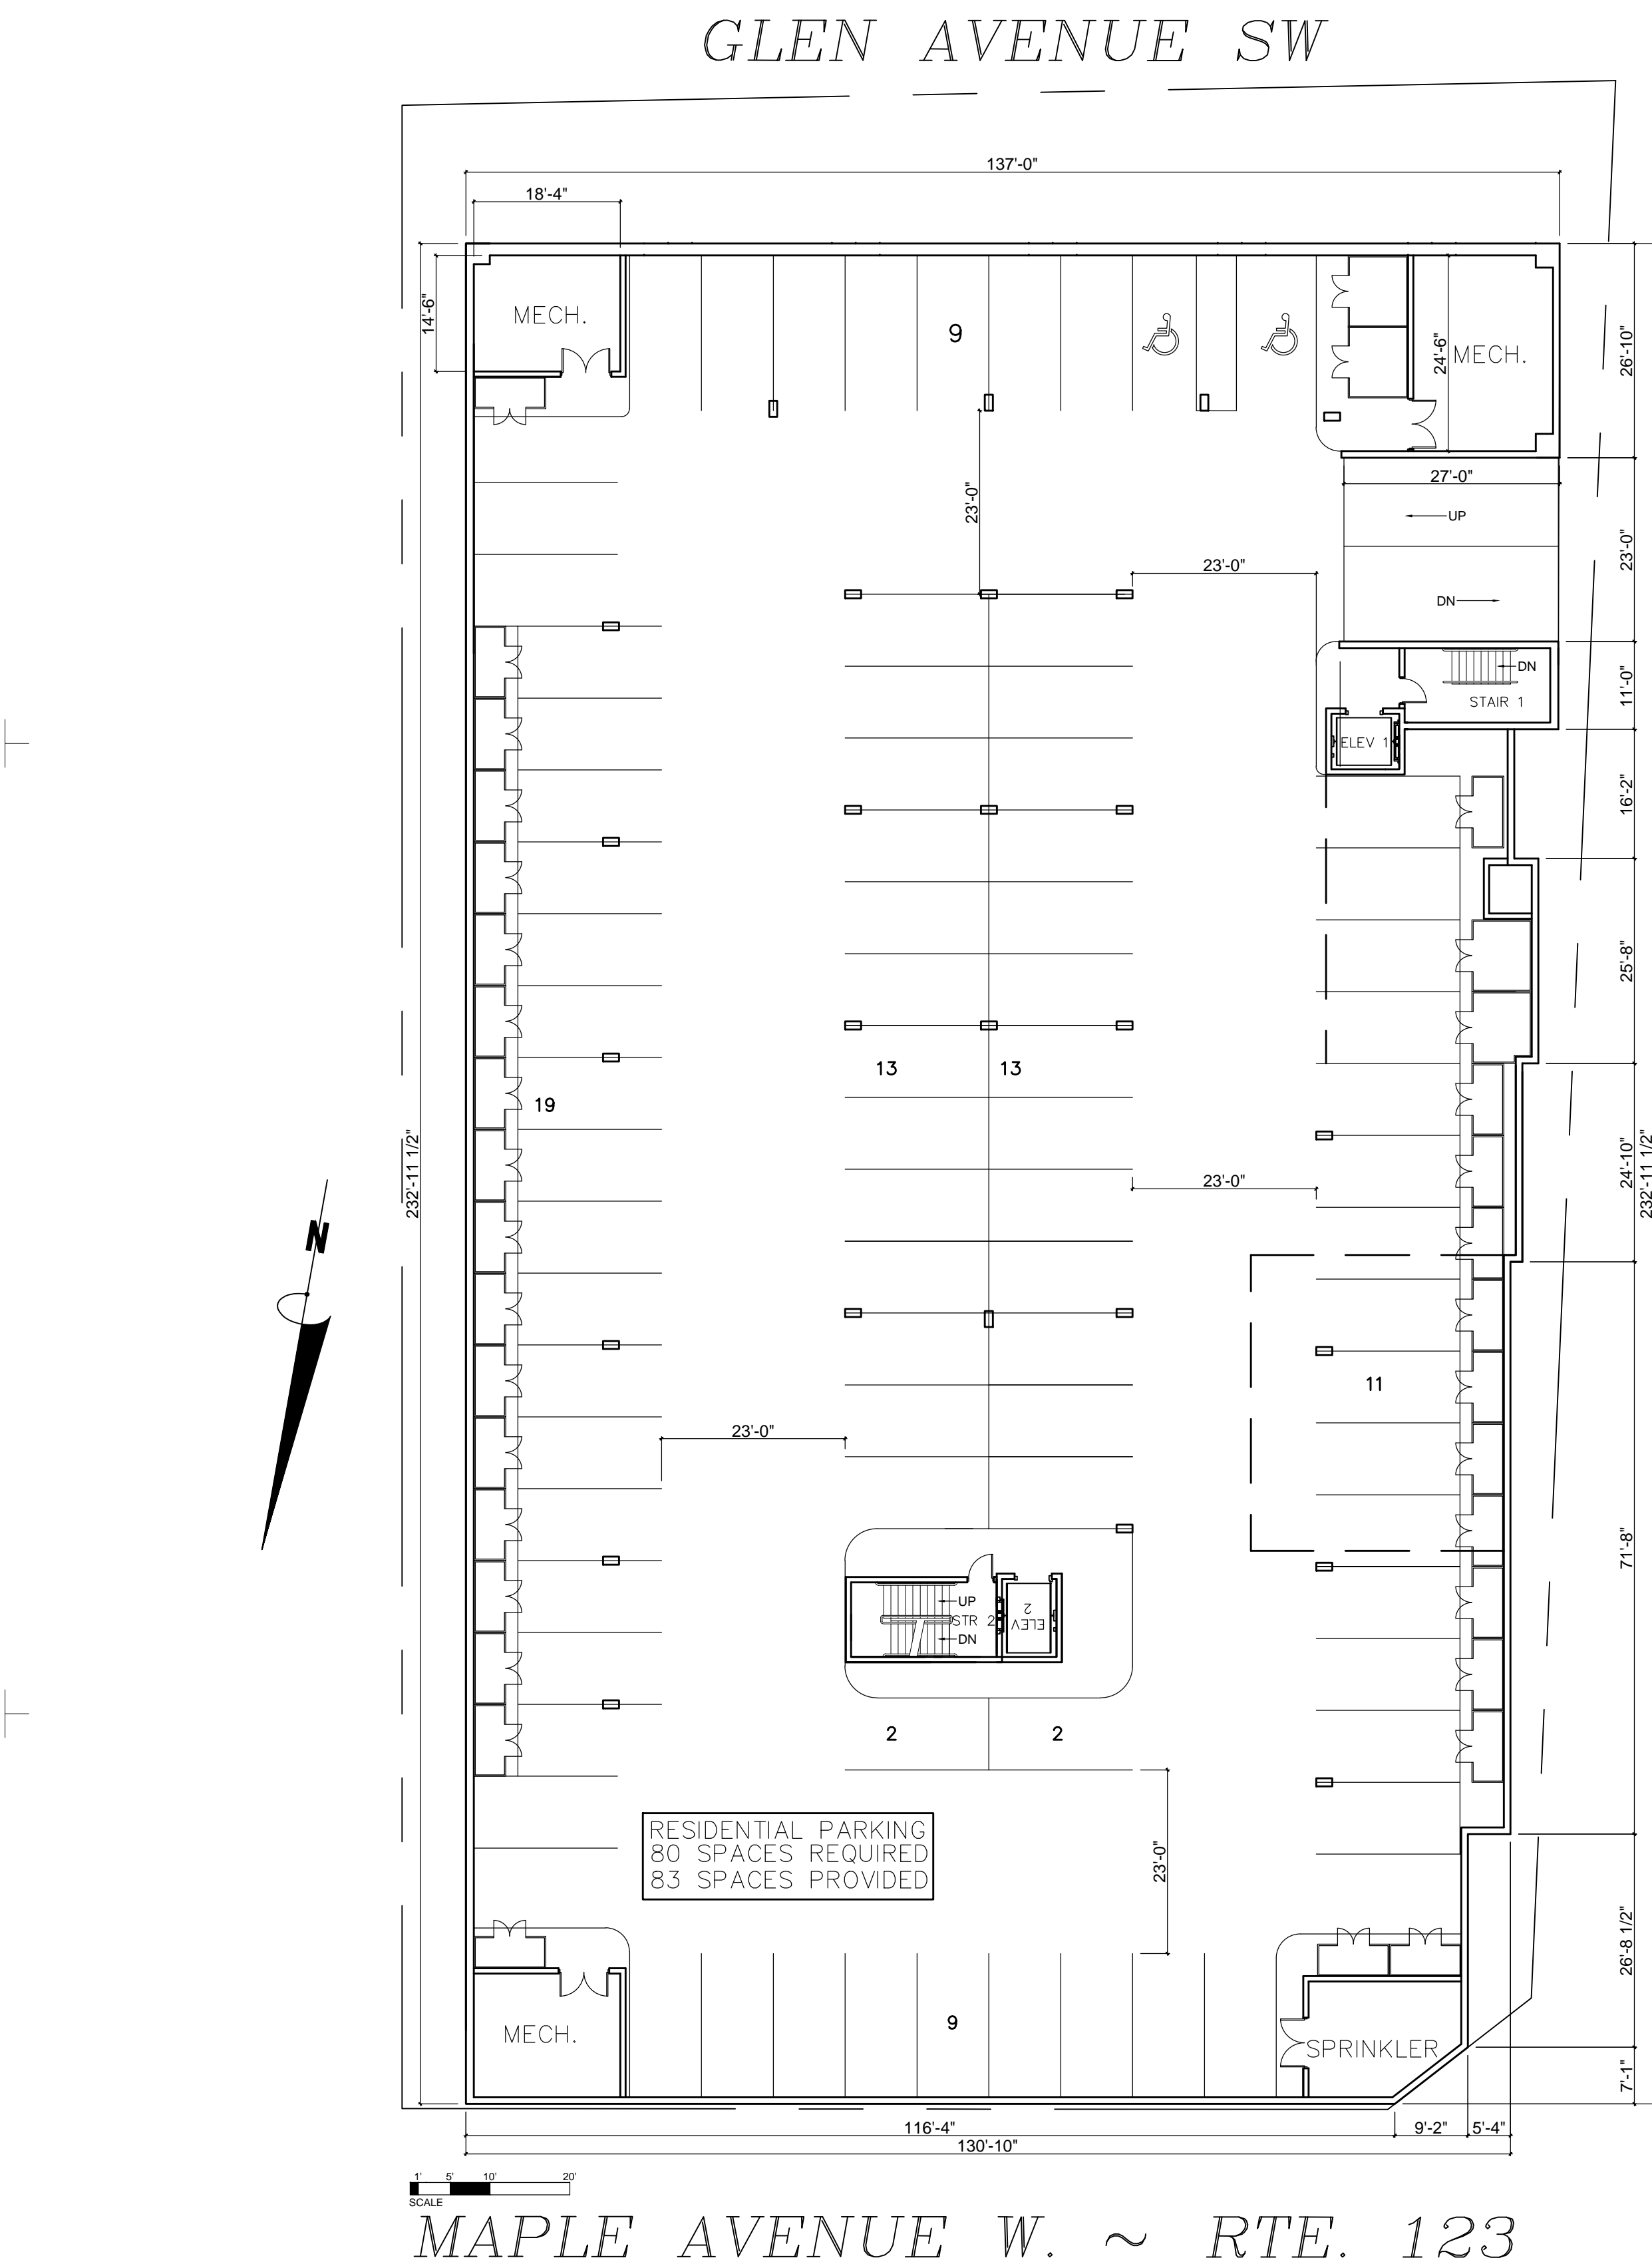 GLEN AVENUE SW
137'-0"
18'-4"
14'-6"
MECH.
9
24'-6"
MECH.
26'-10"
27'-0"
UP
23'-0"
23'-0"
23'-0"
DN
DN
STAIR 1
11'-0"
ELEV 1
16'-2"
25'-8"
13
13
19
232'-11 1/2"
24'-10"
232'-11 1/2"
23'-0"
N
11
23'-0"
71'-8"
UP
STR 2
ELEV 2
DN
2
2
RESIDENTIAL PARKING
80 SPACES REQUIRED
83 SPACES PROVIDED
23'-0"
26'-8 1/2"
9
MECH.
SPRINKLER
7'-1"
116'-4"
9'-2"
5'-4"
130'-10"
1' 5' 10' 20'
SCALE
MAPLE AVENUE W. ~ RTE. 123